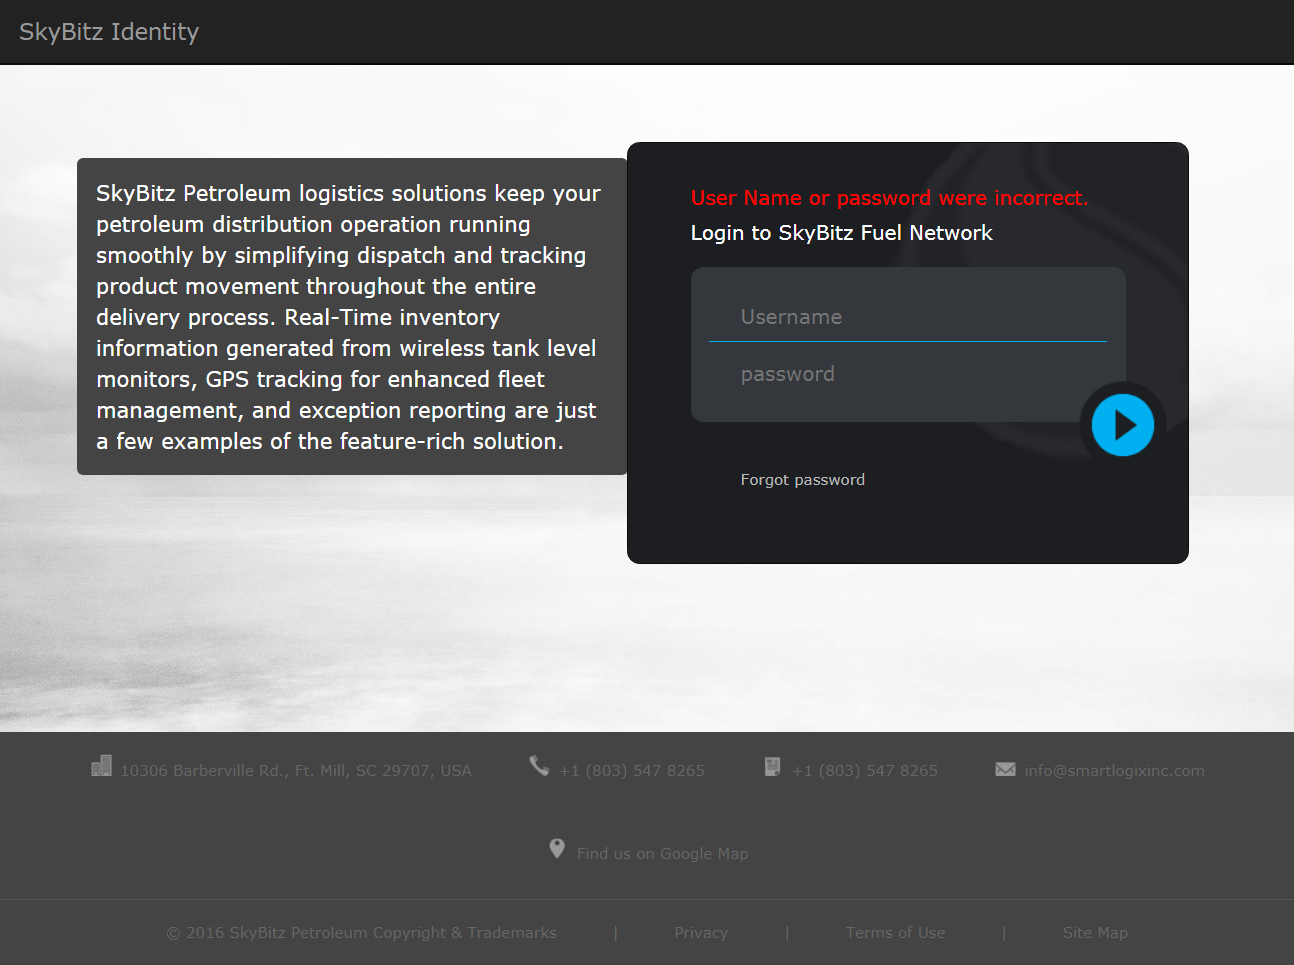 SkyBitz Identity
SkyBitz Petroleum logistics solutions keep your
petroleum distribution operation running
smoothly by simplifying dispatch and tracking
product movement throughout the entire
delivery process. Real-Time inventory
information generated from wireless tank level
monitors, GPS tracking for enhanced fleet
management, and exception reporting are just
a few examples of the feature-rich solution.
User Name or password were incorrect.
Login to SkyBitz Fuel Network
Username
password
Forgot password
10306 Barberville Rd., Ft. Mill, SC 29707, USA
+1 (803) 547 8265
+1 (803) 547 8265
info@smartlogixinc.com
Find us on Google Map
© 2016 SkyBitz Petroleum Copyright & Trademarks | Privacy | Terms of Use | Site Map